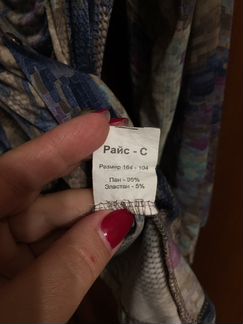 Райс - С
Размер 164 - 104
Пан - 95%
Эластан - 5%